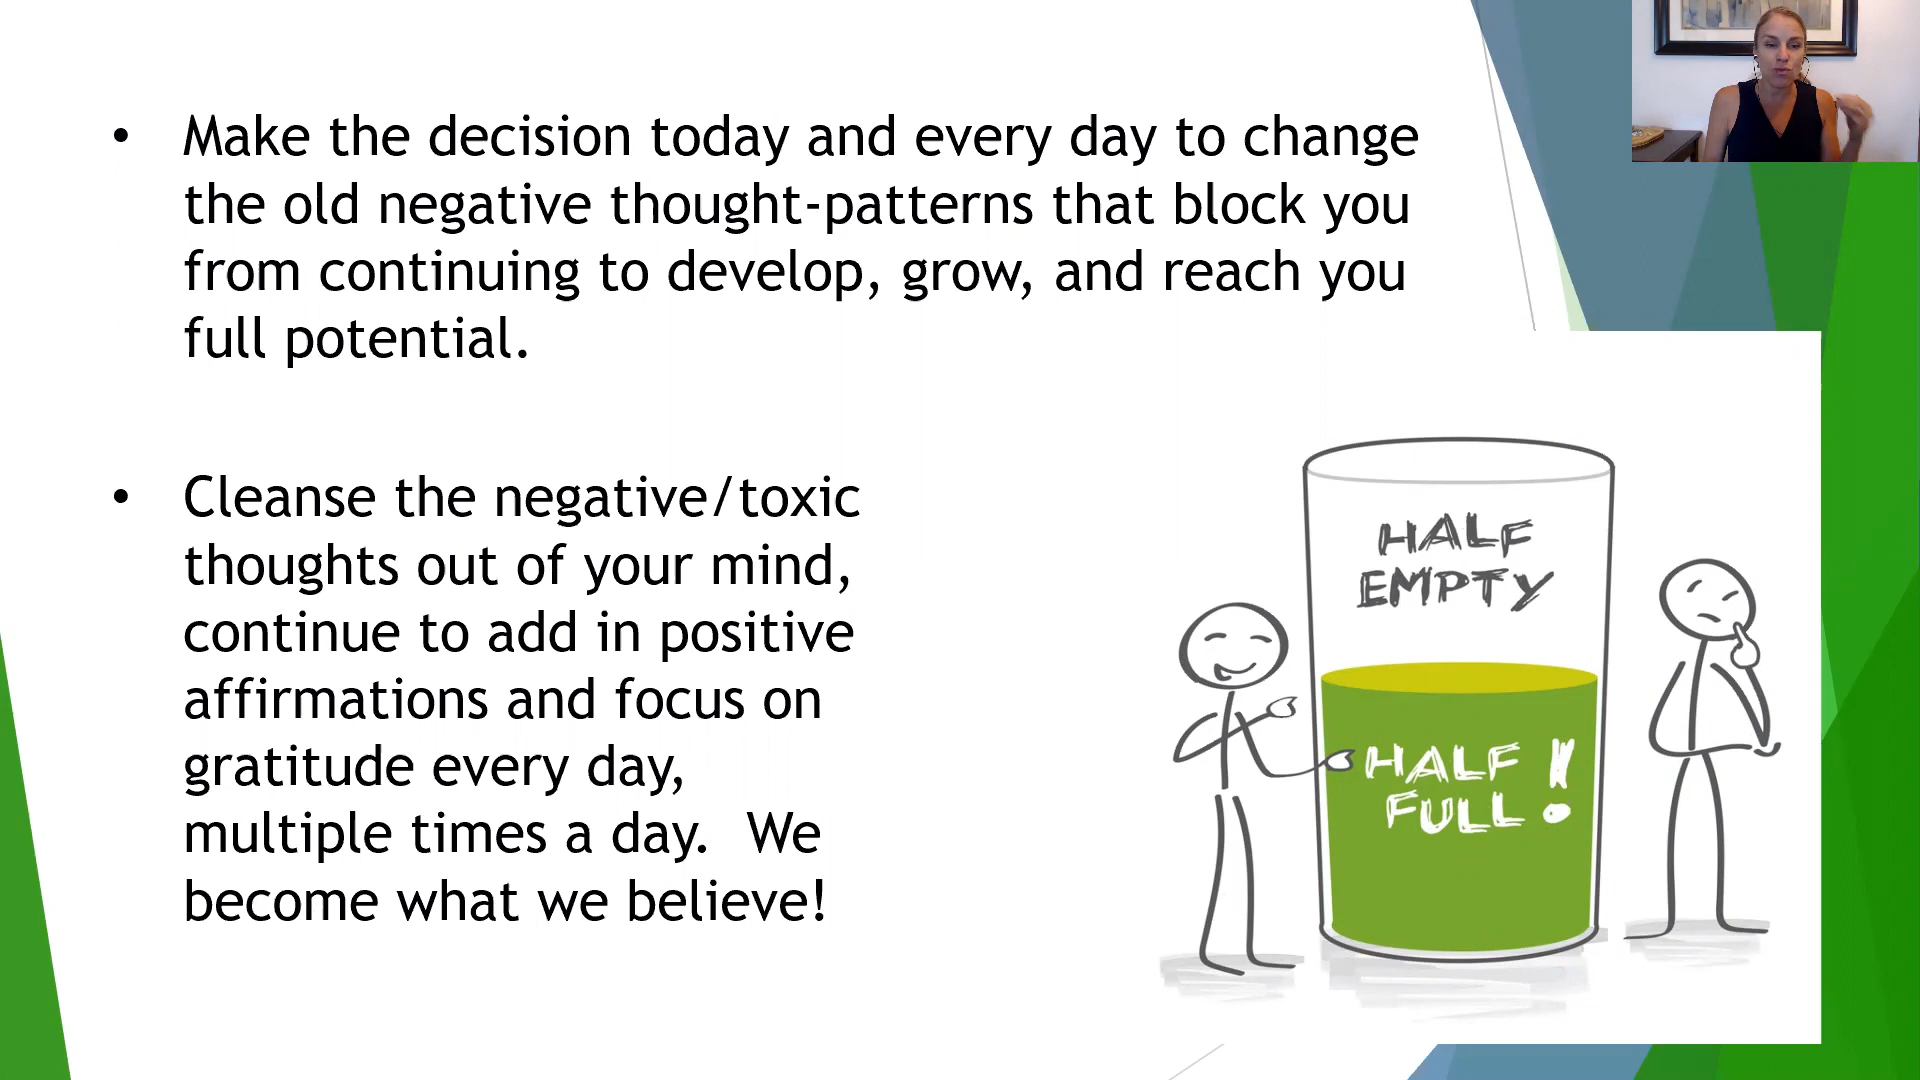 • Make the decision today and every day to change
the old negative thought-patterns that block you
from continuing to develop, grow, and reach you
full potential.
• Cleanse the negative/toxic
thoughts out of your mind,
continue to add in positive
affirmations and focus on
gratitude every day,
multiple times a day.  We
become what we believe!
HALF
EMPTY
HALF !
FULL